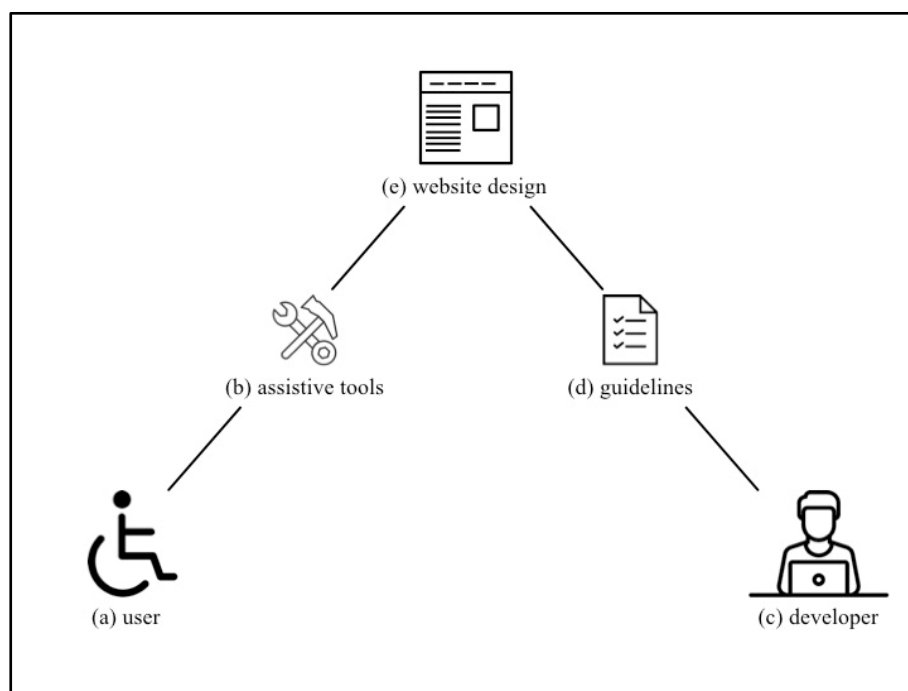 (e) website design
(b) assistive tools
(d) guidelines
(a) user
(c) developer